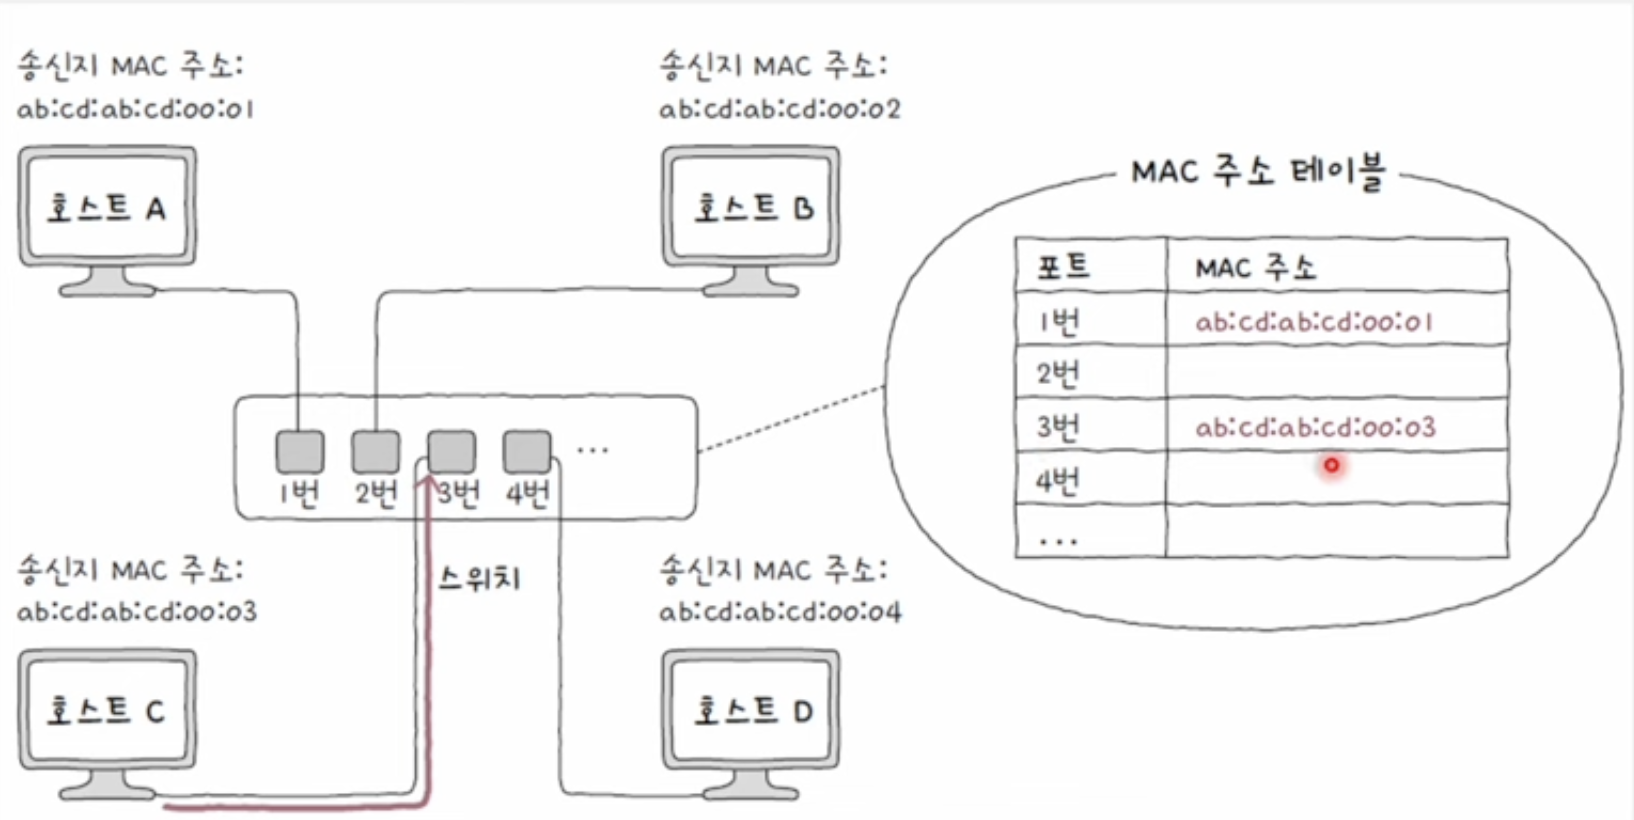 송신지 MAC 주소:
ab:cd:ab:cd:00:01
호스트 A
송신지 MAC 주소:
ab:cd:ab:cd:00:02
호스트 B
1번 2번 3번 4번 ...
스위치
송신지 MAC 주소:
ab:cd:ab:cd:00:03
호스트 C
송신지 MAC 주소:
ab:cd:ab:cd:00:04
호스트 D
MAC 주소 테이블
포트 MAC 주소
1번 ab:cd:ab:cd:00:01
2번
3번 ab:cd:ab:cd:00:03
4번
...